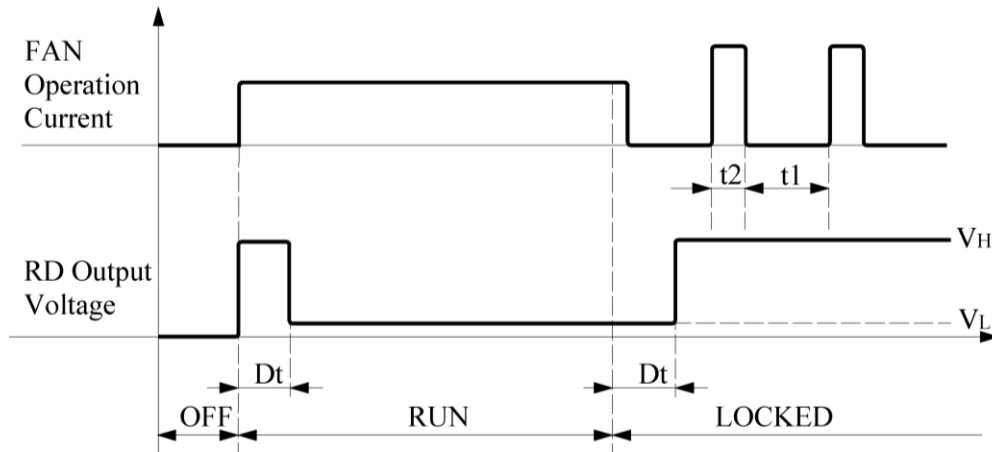 FAN
Operation
Current
t2
t1
VH
RD Output
Voltage
VL
Dt
Dt
OFF
RUN
LOCKED